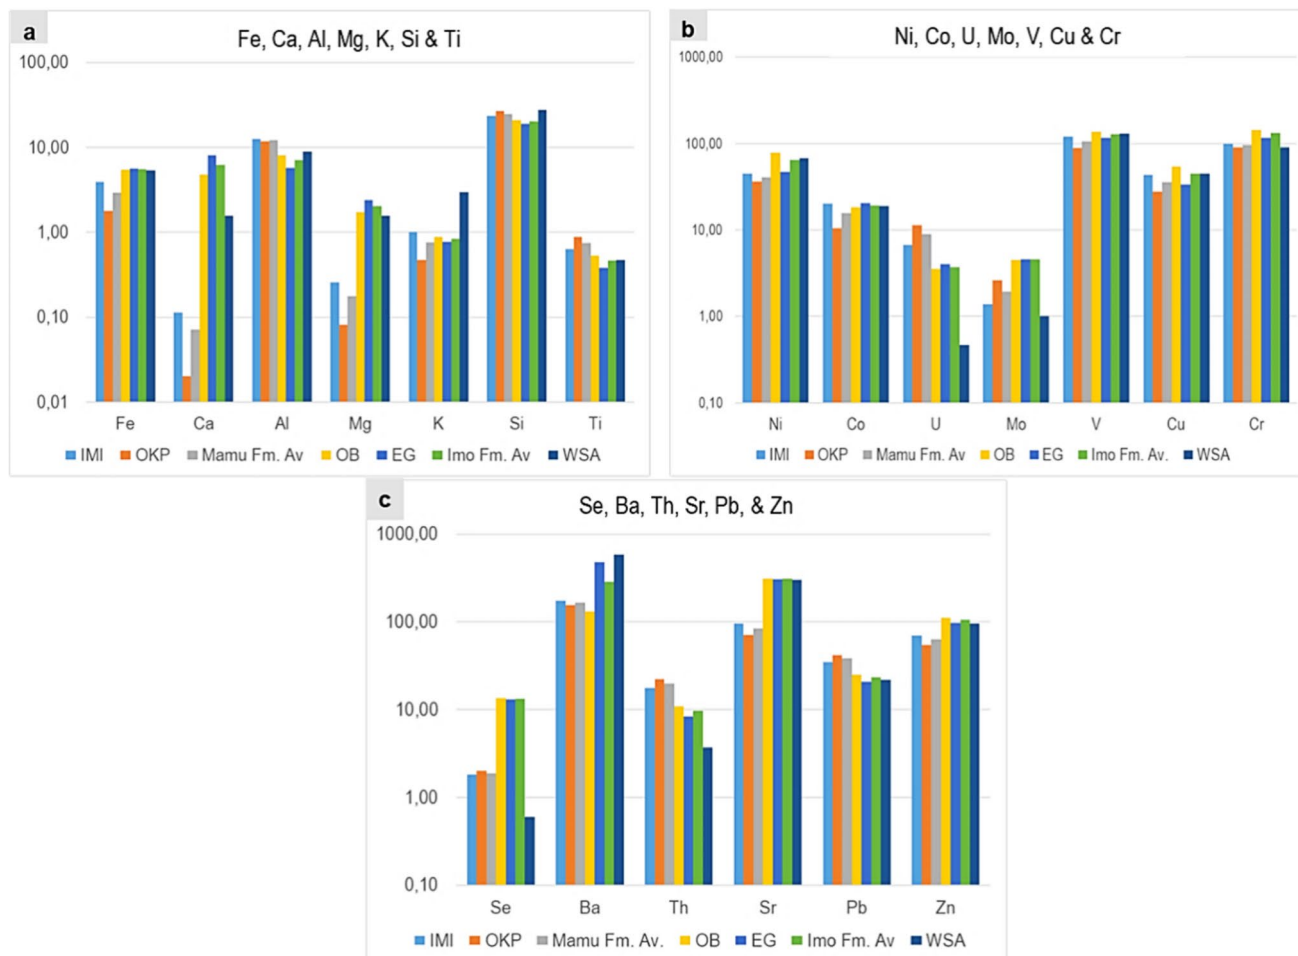 a
Fe, Ca, Al, Mg, K, Si & Ti
100,00
10,00
1,00
0,10
0,01
Fe Ca Al Mg K Si Ti
IMI OKP Mamu Fm. Av OB EG Imo Fm. Av WSA
b
Ni, Co, U, Mo, V, Cu & Cr
1000,00
100,00
10,00
1,00
0,10
Ni Co U Mo V Cu Cr
IMI OKP Mamu Fm. Av OB EG Imo Fm. Av. WSA
c
Se, Ba, Th, Sr, Pb, & Zn
1000,00
100,00
10,00
1,00
0,10
Se Ba Th Sr Pb Zn
IMI OKP Mamu Fm. Av. OB EG Imo Fm. Av WSA